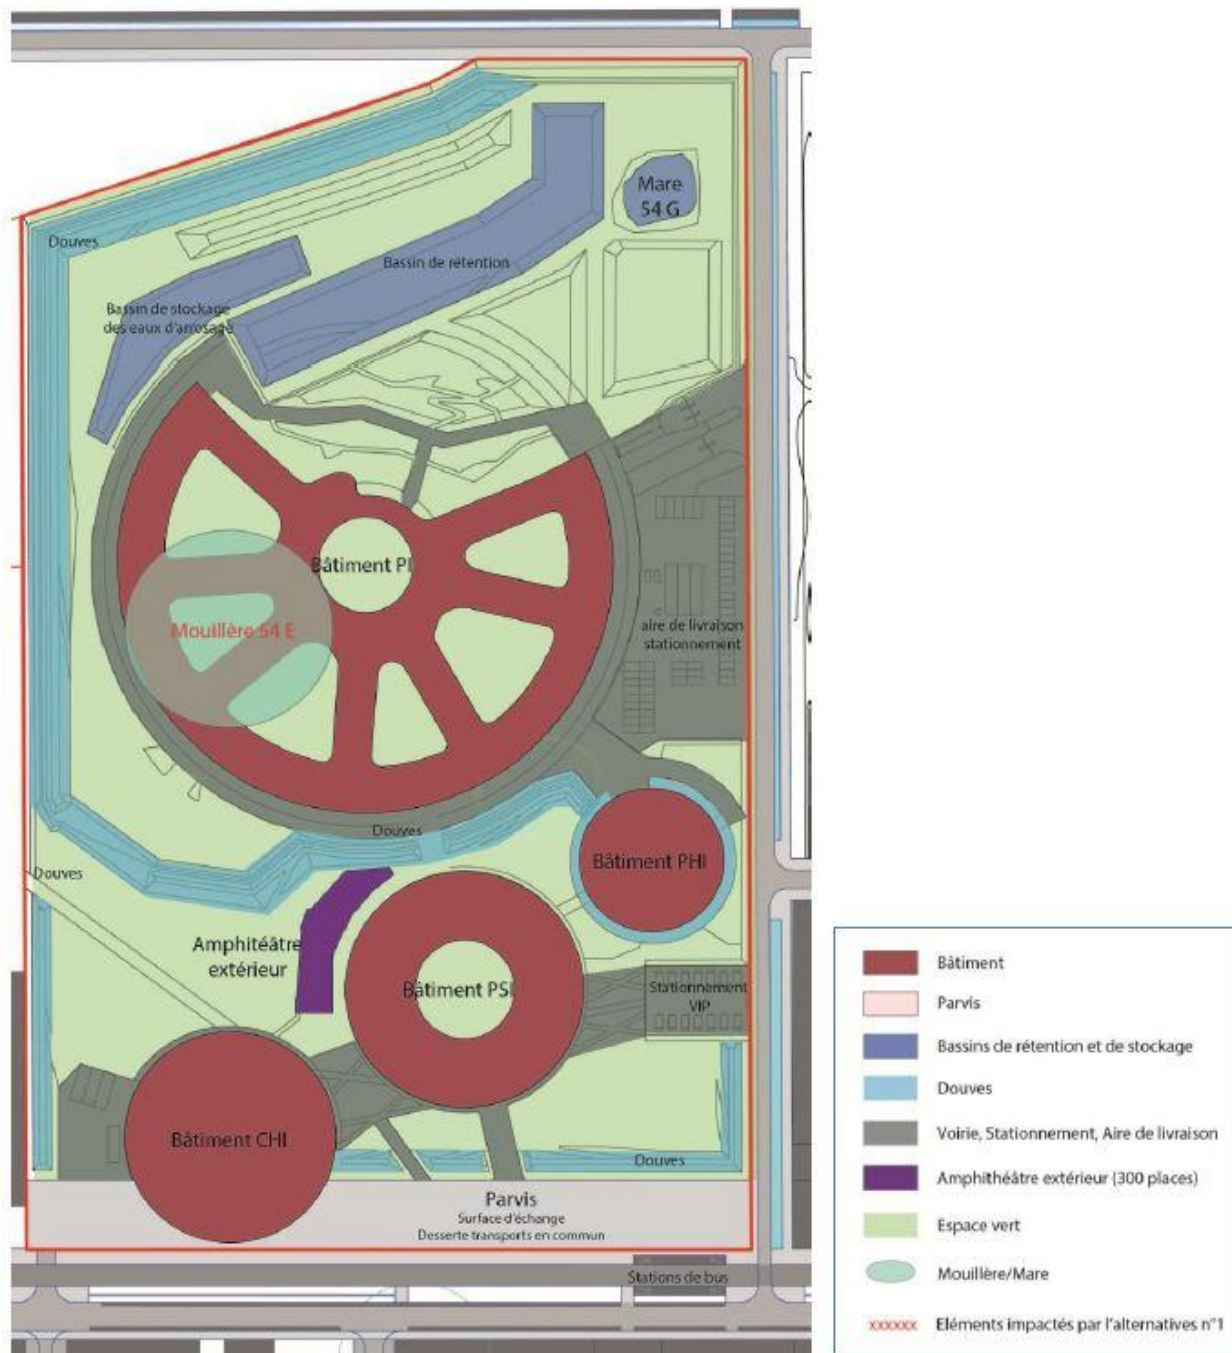 Mare
54 G
Douves
Bassin de rétention
Bassin de stockage
des eaux d'arrosage
Bâtiment PI
Mouillère 54 E
aire de livraison
stationnement
Douves
Bâtiment PHI
Douves
Amphitéâtre
extérieur
Bâtiment PSI
Stationnement
VIP
Bâtiment CHI
Douves
Parvis
Surface d'échange
Desserte transports en commun
Stations de bus
Bâtiment
Parvis
Bassins de rétention et de stockage
Douves
Voirie, Stationnement, Aire de livraison
Amphithéâtre extérieur (300 places)
Espace vert
Mouillère/Mare
xxxxxx Eléments impactés par l'alternatives n°1